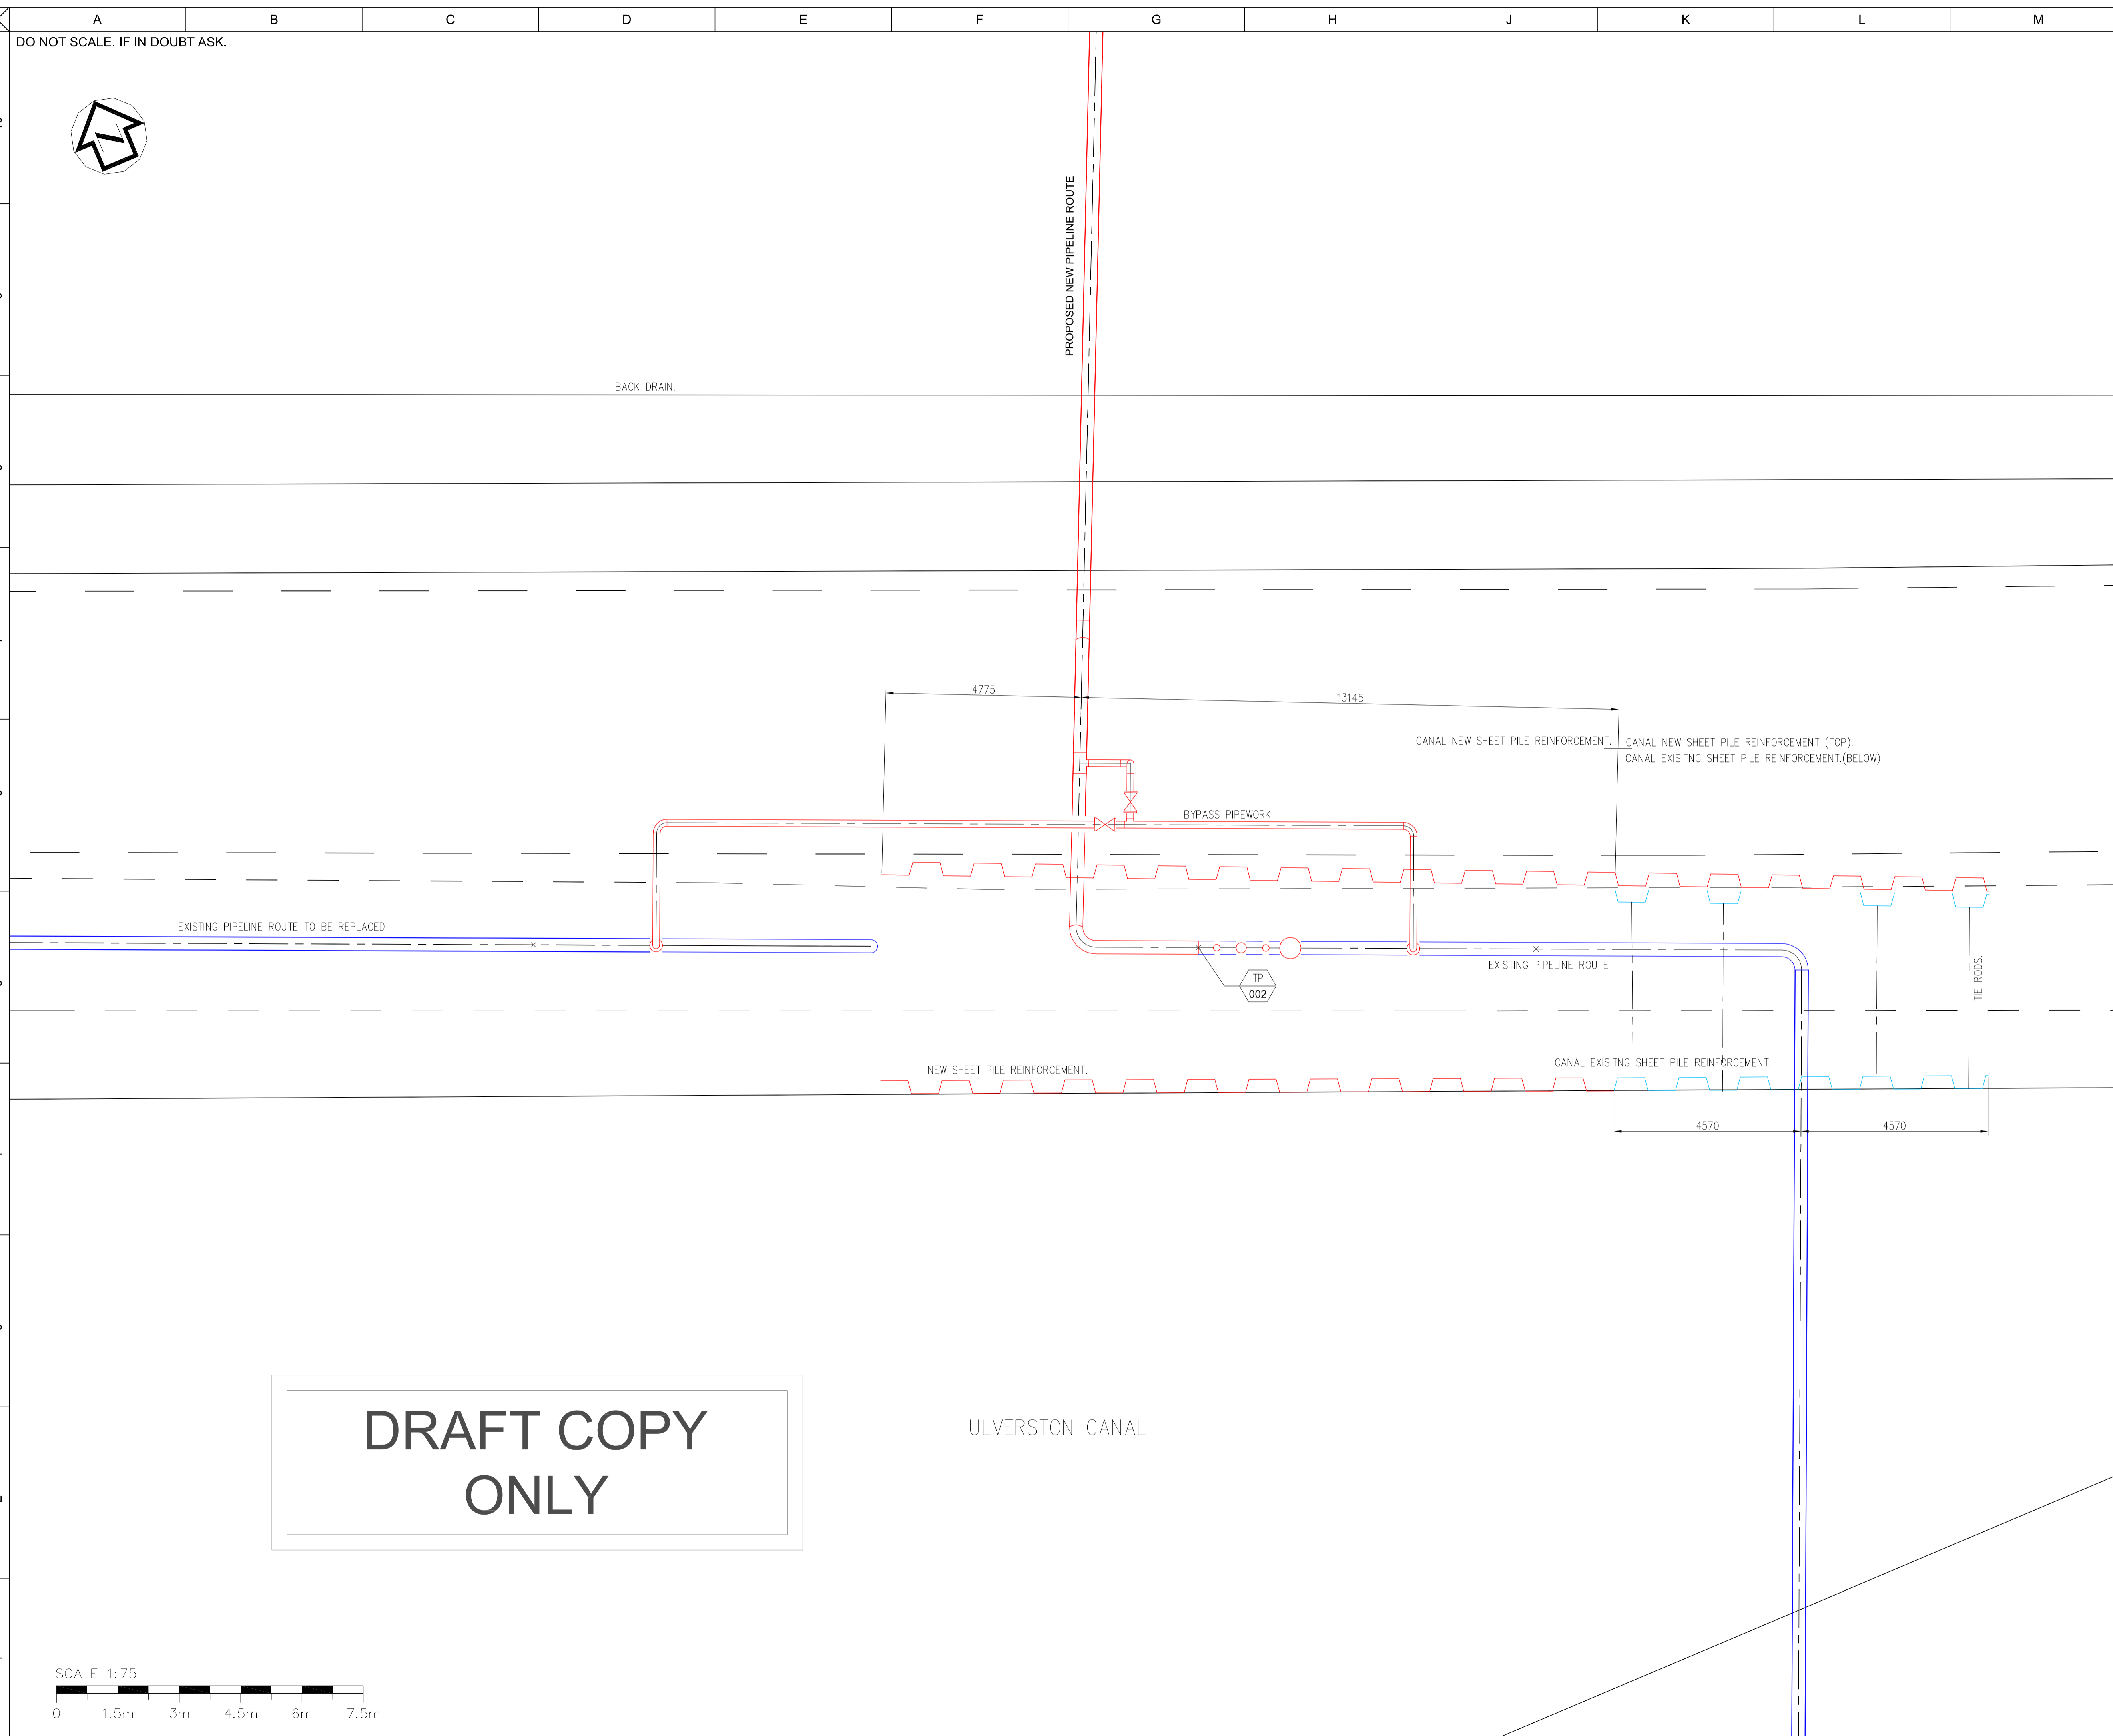 A B C D E F G H J K L M
DO NOT SCALE. IF IN DOUBT ASK.
N
PROPOSED NEW PIPELINE ROUTE
BACK DRAIN.
4775
13145
CANAL NEW SHEET PILE REINFORCEMENT.
CANAL NEW SHEET PILE REINFORCEMENT (TOP).
CANAL EXISITNG SHEET PILE REINFORCEMENT.(BELOW)
BYPASS PIPEWORK
EXISTING PIPELINE ROUTE TO BE REPLACED
EXISTING PIPELINE ROUTE
TIE RODS.
TP
002
NEW SHEET PILE REINFORCEMENT.
CANAL EXISITNG SHEET PILE REINFORCEMENT.
4570
4570
DRAFT COPY
ONLY
ULVERSTON CANAL
SCALE 1:75
0 1.5m 3m 4.5m 6m 7.5m